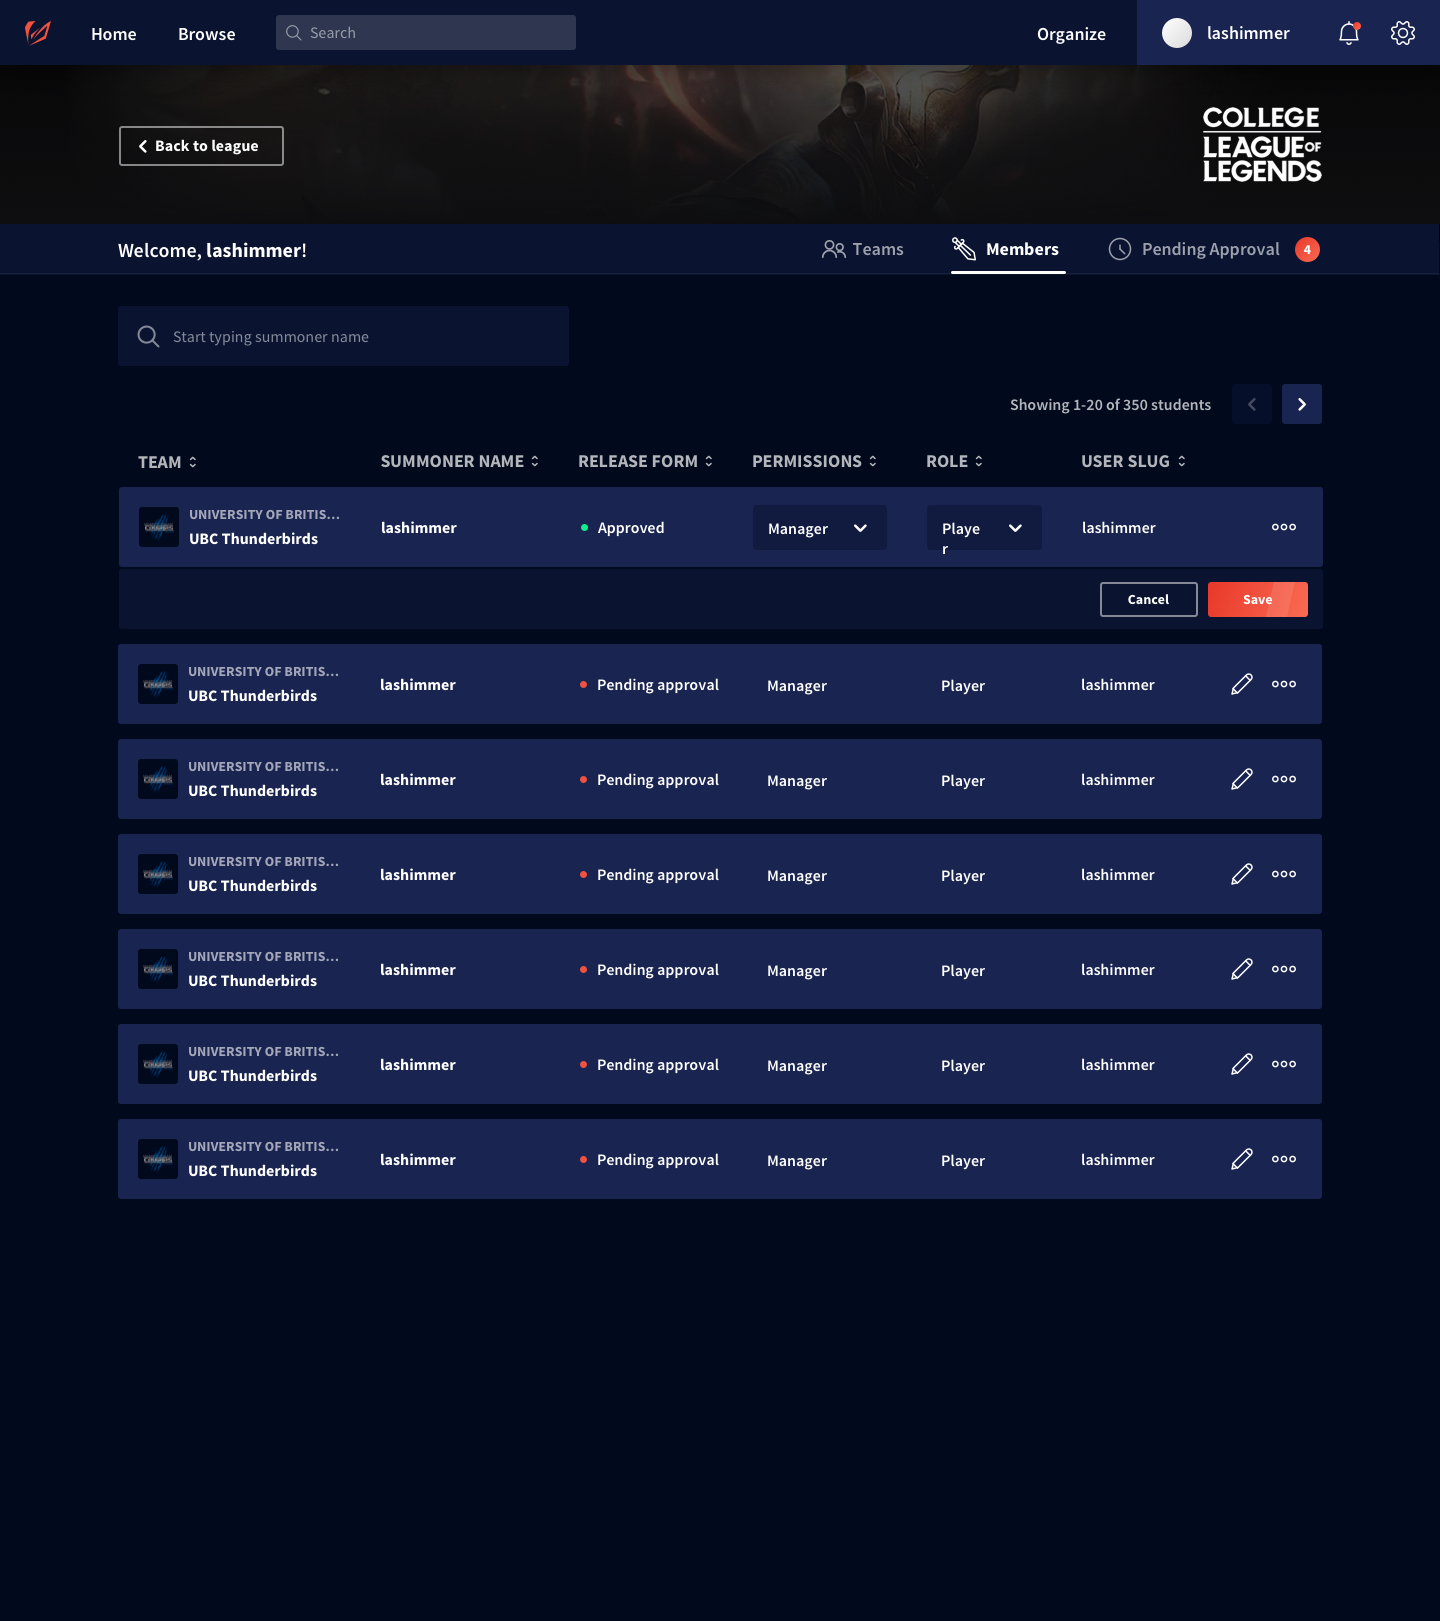 Home
Browse
Search
Organize
lashimmer
Back to league
COLLEGE
LEAGUE OF
LEGENDS
Welcome, lashimmer!
Teams
Members
Pending Approval
4
Start typing summoner name
Showing 1-20 of 350 students
TEAM
SUMMONER NAME
RELEASE FORM
PERMISSIONS
ROLE
USER SLUG
UNIVERSITY OF BRITIS...
UBC Thunderbirds
lashimmer
Approved
Manager
Playe
r
lashimmer
Cancel
Save
UNIVERSITY OF BRITIS...
UBC Thunderbirds
lashimmer
Pending approval
Manager
Player
lashimmer
UNIVERSITY OF BRITIS...
UBC Thunderbirds
lashimmer
Pending approval
Manager
Player
lashimmer
UNIVERSITY OF BRITIS...
UBC Thunderbirds
lashimmer
Pending approval
Manager
Player
lashimmer
UNIVERSITY OF BRITIS...
UBC Thunderbirds
lashimmer
Pending approval
Manager
Player
lashimmer
UNIVERSITY OF BRITIS...
UBC Thunderbirds
lashimmer
Pending approval
Manager
Player
lashimmer
UNIVERSITY OF BRITIS...
UBC Thunderbirds
lashimmer
Pending approval
Manager
Player
lashimmer